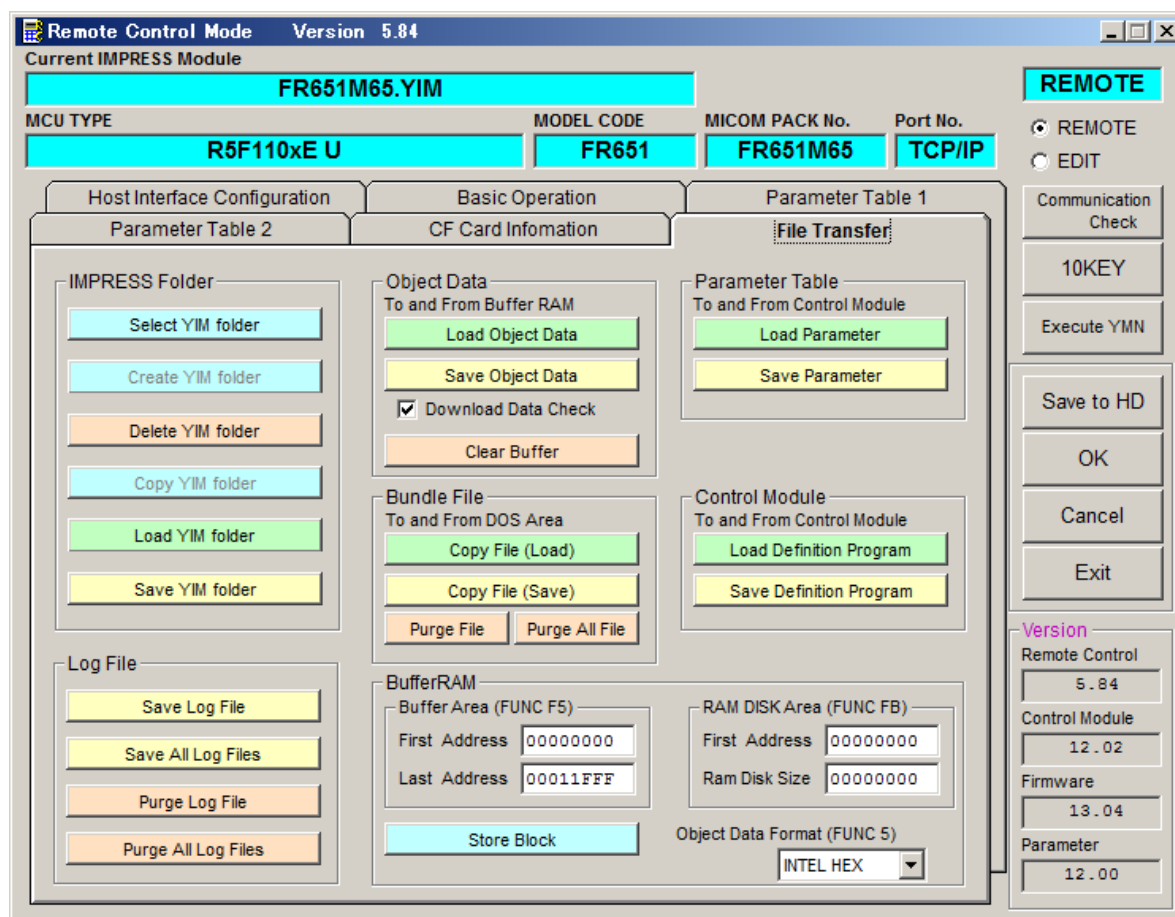 Remote Control Mode Version 5.84
Current IMPRESS Module
FR651M65.YIM
MCU TYPE
R5F110xE U
MODEL CODE
FR651
MICOM PACK No.
FR651M65
Port No.
TCP/IP
Host Interface Configuration
Basic Operation
Parameter Table 1
Parameter Table 2
CF Card Infomation
File Transfer
IMPRESS Folder
Select YIM folder
Create YIM folder
Delete YIM folder
Copy YIM folder
Load YIM folder
Save YIM folder
Log File
Save Log File
Save All Log Files
Purge Log File
Purge All Log Files
Object Data
To and From Buffer RAM
Load Object Data
Save Object Data
Download Data Check
Clear Buffer
Bundle File
To and From DOS Area
Copy File (Load)
Copy File (Save)
Purge File
Purge All File
Parameter Table
To and From Control Module
Load Parameter
Save Parameter
Control Module
To and From Control Module
Load Definition Program
Save Definition Program
BufferRAM
Buffer Area (FUNC F5)
First Address 00000000
Last Address 00011FFF
Store Block
RAM DISK Area (FUNC FB)
First Address 00000000
Ram Disk Size 00000000
Object Data Format (FUNC 5)
INTEL HEX
REMOTE
REMOTE
EDIT
Communication
Check
10KEY
Execute YMN
Save to HD
OK
Cancel
Exit
Version
Remote Control
5.84
Control Module
12.02
Firmware
13.04
Parameter
12.00